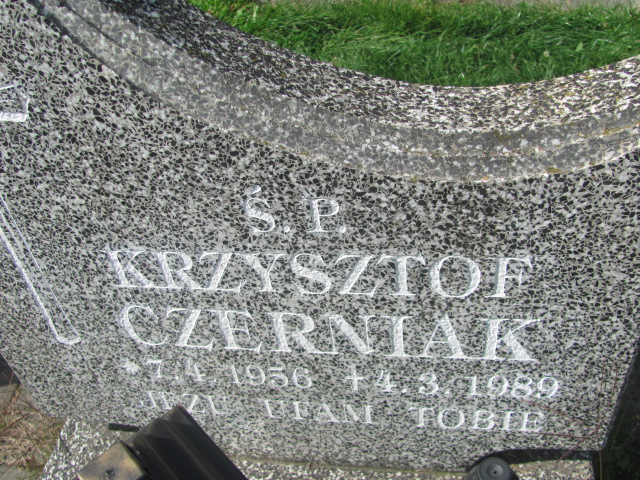 Ś. P.
KRZYSZTOF
CZERNIAK
*7.4.1956 +4.3.1989
JEZU UFAM TOBIE